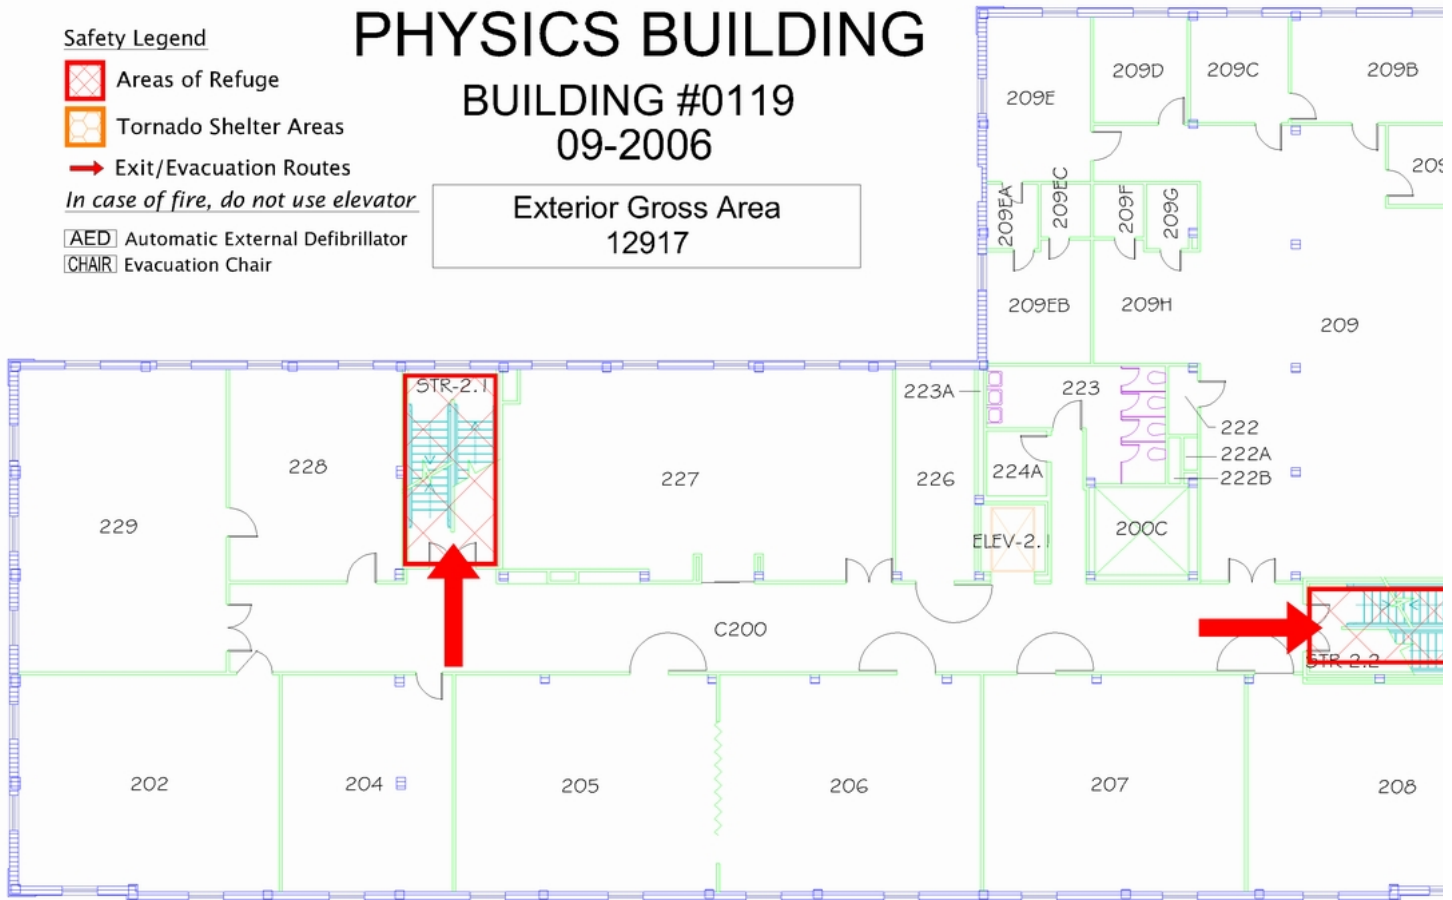 Safety Legend
Areas of Refuge
Tornado Shelter Areas
Exit/Evacuation Routes
In case of fire, do not use elevator
AED Automatic External Defibrillator
CHAIR Evacuation Chair
PHYSICS BUILDING
BUILDING #0119
09-2006
Exterior Gross Area
12917
209E
209D
209C
209B
209EA
209EC
209F
209G
209EB
209H
209
STR-2.1
223A
223
222
222A
222B
224A
228
227
226
229
ELEV-2.1
200C
C200
STR-2.2
202
204
205
206
207
208